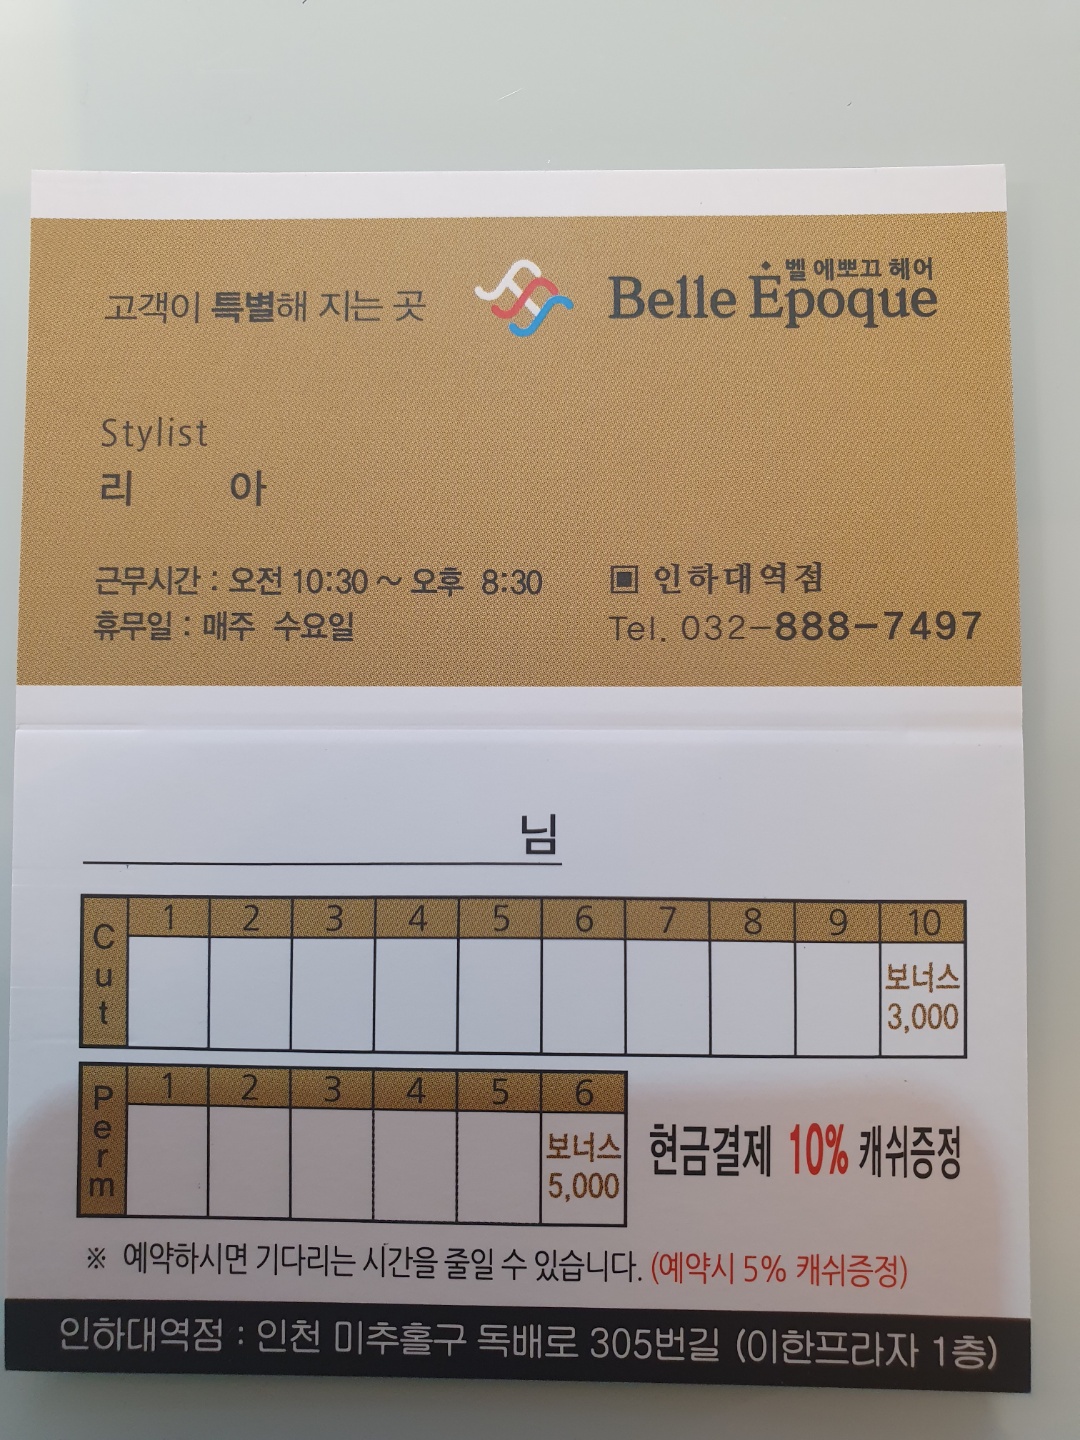 고객이 특별해 지는 곳
벨 에뽀끄 헤어
Belle Époque
Stylist
리 아
근무시간 : 오전 10:30 ~ 오후 8:30
휴무일 : 매주 수요일
▣ 인하대역점
Tel. 032-888-7497
님
Cut 1 2 3 4 5 6 7 8 9 10
보너스
3,000
Perm 1 2 3 4 5 6
보너스
5,000
현금결제 10% 캐쉬증정
※ 예약하시면 기다리는 시간을 줄일 수 있습니다. (예약시 5% 캐쉬증정)
인하대역점 : 인천 미추홀구 독배로 305번길 (이한프라자 1층)